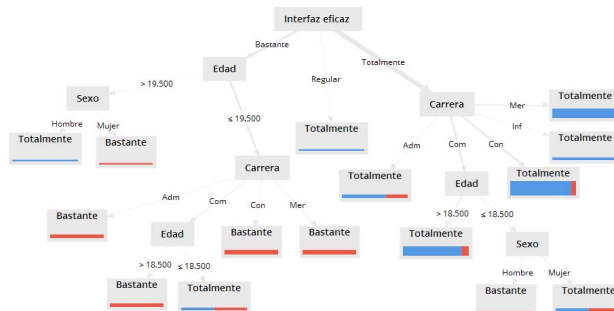 Interfaz eficaz
Bastante
Regular
Totalmente
Edad
> 19.500
≤ 19.500
Sexo
Hombre
Mujer
Totalmente
Bastante
Totalmente
Carrera
Mer
Inf
Adm
Com
Con
Totalmente
Totalmente
Totalmente
Totalmente
Carrera
Adm
Com
Con
Mer
Bastante
Edad
Bastante
Bastante
> 18.500
≤ 18.500
Bastante
Totalmente
Edad
> 18.500
≤ 18.500
Totalmente
Sexo
Hombre
Mujer
Bastante
Totalmente